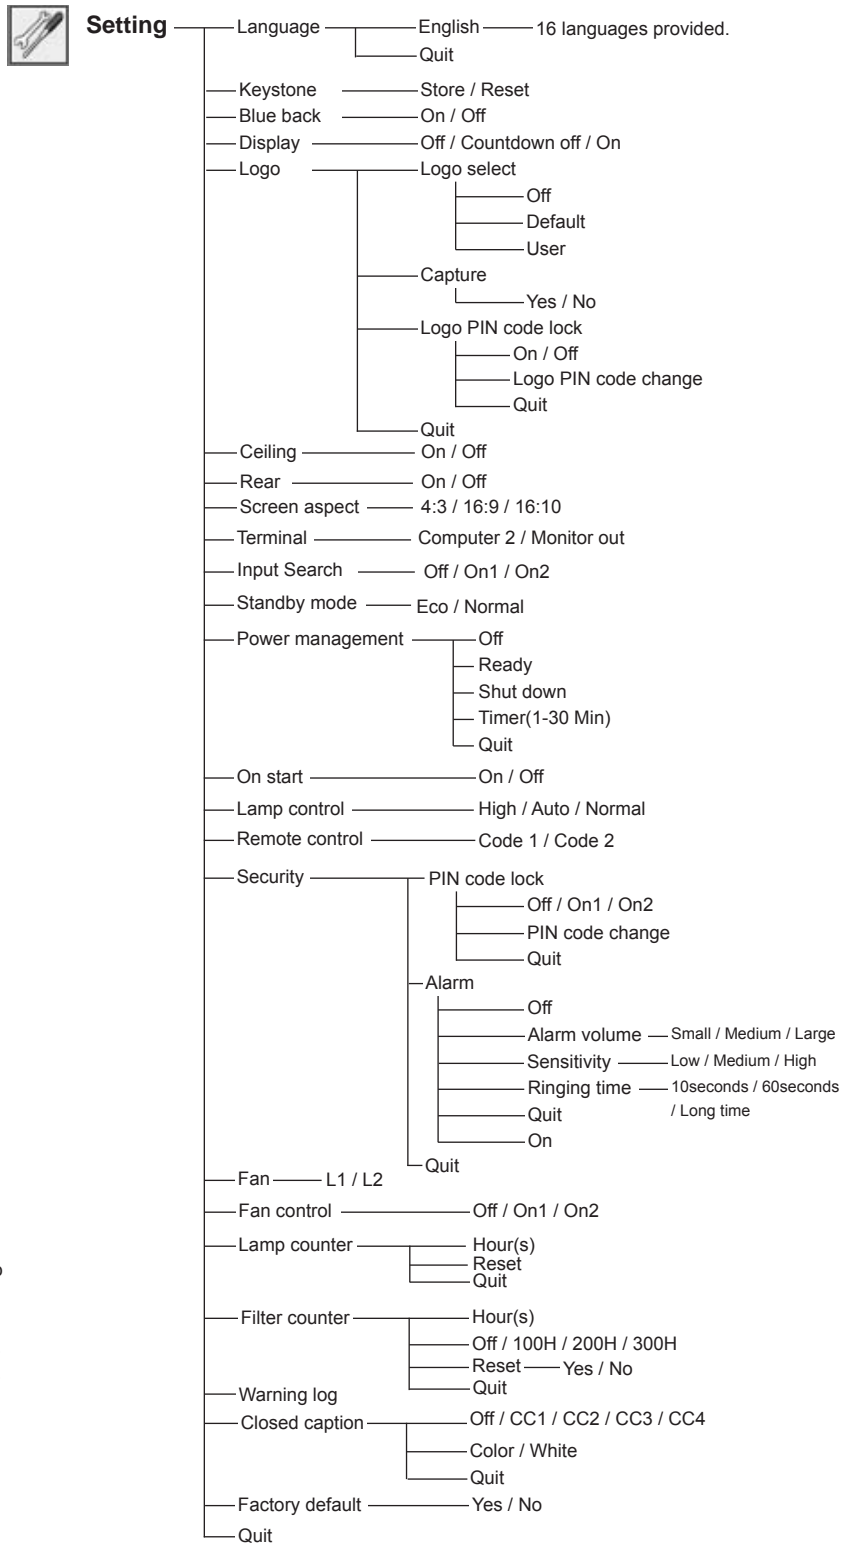 Setting
Language English 16 languages provided.
Quit
Keystone Store / Reset
Blue back On / Off
Display Off / Countdown off / On
Logo Logo select
Off
Default
User
Capture
Yes / No
Logo PIN code lock
On / Off
Logo PIN code change
Quit
Quit
Ceiling On / Off
Rear On / Off
Screen aspect 4:3 / 16:9 / 16:10
Terminal Computer 2 / Monitor out
Input Search Off / On1 / On2
Standby mode Eco / Normal
Power management Off
Ready
Shut down
Timer(1-30 Min)
Quit
On start On / Off
Lamp control High / Auto / Normal
Remote control Code 1 / Code 2
Security PIN code lock
Off / On1 / On2
PIN code change
Quit
Alarm
Off
Alarm volume Small / Medium / Large
Sensitivity Low / Medium / High
Ringing time 10seconds / 60seconds
/ Long time
Quit
On
Quit
Fan L1 / L2
Fan control Off / On1 / On2
Lamp counter Hour(s)
Reset
Quit
Filter counter Hour(s)
Off / 100H / 200H / 300H
Reset Yes / No
Quit
Warning log
Closed caption Off / CC1 / CC2 / CC3 / CC4
Color / White
Quit
Factory default Yes / No
Quit